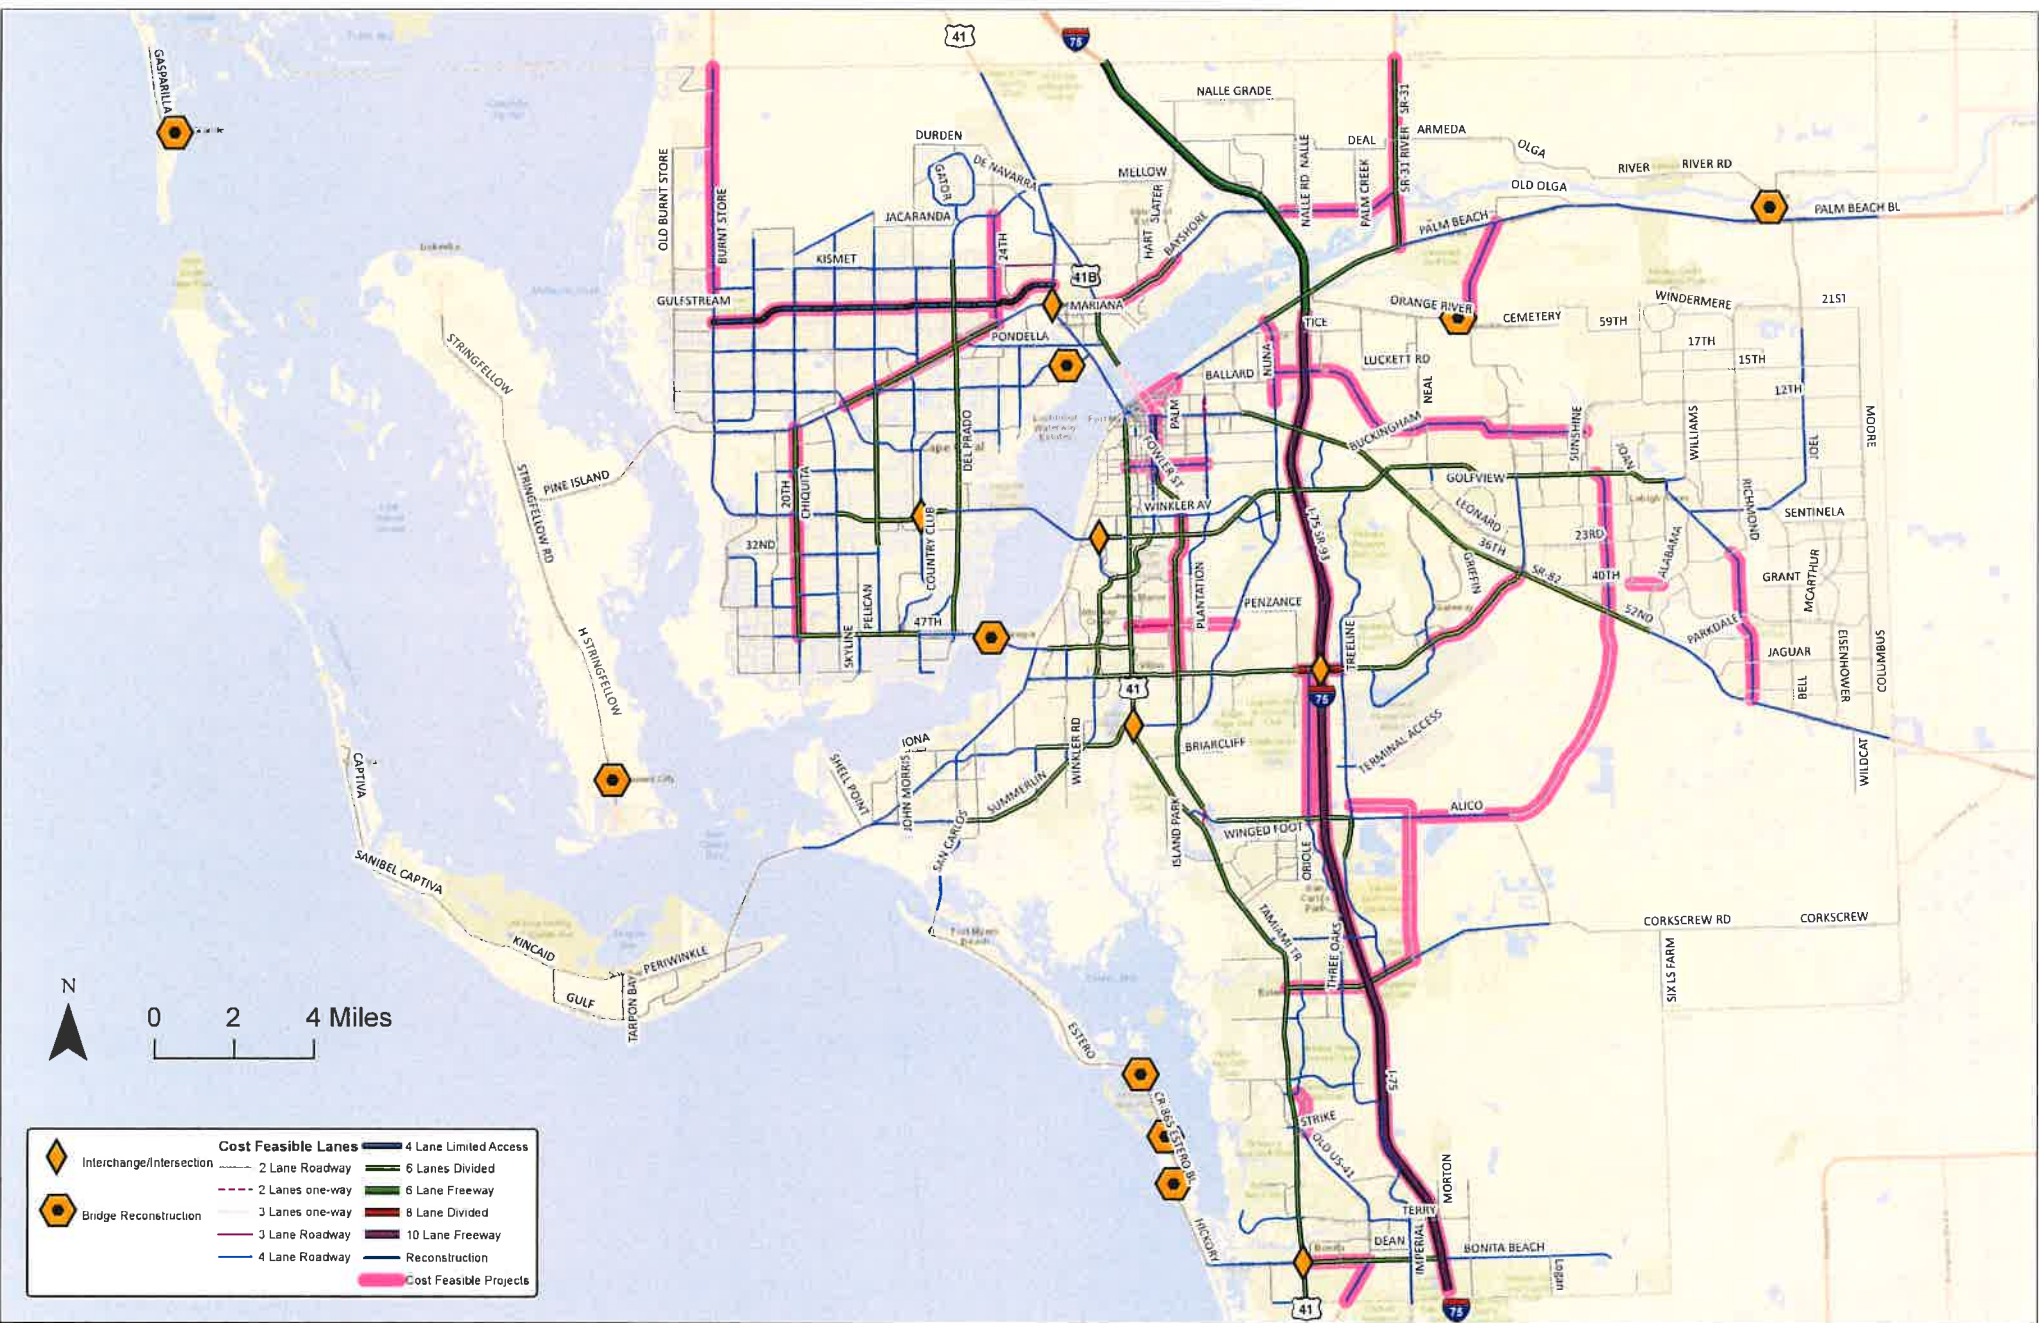 41
75
GASPARILLA
NALLE GRADE
SR-31
DURDEN
DEAL
ARMEDA
OLGA
RIVER
RIVER RD
OLD BURNT STORE
BURNT STORE
GATOR
DE NAVARRA
MELLOW
SLATER
HART
NALLE RD
NALLE
PALM CREEK
SR-31 RIVER
OLD OLGA
PALM BEACH BL
JACARANDA
24TH
BAYSHORE
PALM BEACH
KISMET
41B
GULFSTREAM
MARIANA
ORANGE RIVER
WINDERMERE
21ST
TICE
CEMETERY
59TH
PONDELLA
17TH
STRINGFELLOW
NUNA
LUCKETT RD
15TH
BALLARD
NEAL
12TH
PALM
BUCKINGHAM
SUNSHINE
WILLIAMS
MOORE
DEL PRADO
FOWLER ST
JOAN
JOEL
20TH
CHIQUITA
PINE ISLAND
STRINGFELLOW RD
GOLFVIEW
RICHMOND
WINKLER AV
LEONARD
SENTINELA
COUNTRY CLUB
I-75 SR-93
32ND
36TH
23RD
ALABAMA
GRIFFIN
SR-82
40TH
GRANT
MCARTHUR
PELICAN
PLANTATION
PENZANCE
47TH
52ND
PARKDALE
SKYLINE
TREELINE
JAGUAR
EISENHOWER
COLUMBUS
H STRINGFELLOW
41
75
BELL
WINKLER RD
IONA
BRIARCLIFF
TERMINAL ACCESS
WILDCAT
CAPTIVA
SHELL POINT
JOHN MORRIS
SUMMERLIN
ISLAND PARK
ALICO
SAN CARLOS
WINGED FOOT
ORIOLE
SANIBEL CAPTIVA
Fort Myers
Beach
TAMIAMI TR
THREE OAKS
CORKSCREW RD
CORKSCREW
KINCAID
PERIWINKLE
SIX LS FARM
GULF
TARPON BAY
N
0 2 4 Miles
ESTERO
I-75
CR-865 ESTERO BL
STRIKE
OLD US-41
MORTON
HICKORY
TERRY
DEAN
IMPERIAL
BONITA BEACH
Bonita
Logan
41
75
Interchange/Intersection
Bridge Reconstruction
Cost Feasible Lanes
2 Lane Roadway
2 Lanes one-way
3 Lanes one-way
3 Lane Roadway
4 Lane Roadway
4 Lane Limited Access
6 Lanes Divided
6 Lane Freeway
8 Lane Divided
10 Lane Freeway
Reconstruction
Cost Feasible Projects